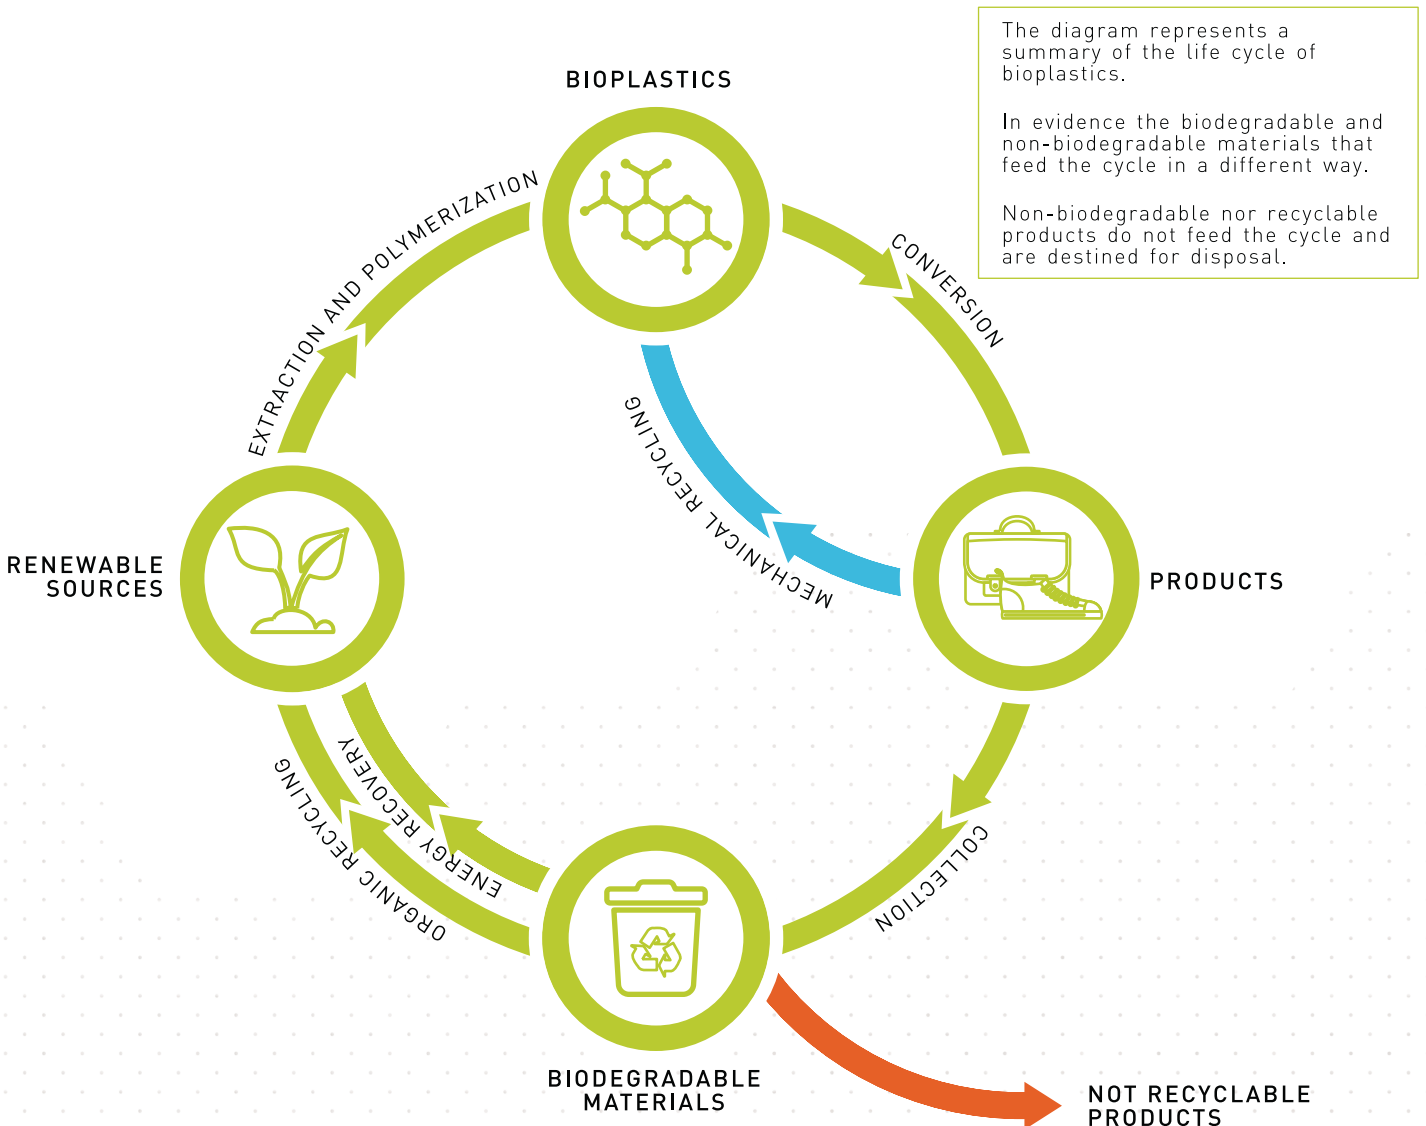 The diagram represents a
summary of the life cycle of
bioplastics.
In evidence the biodegradable and
non-biodegradable materials that
feed the cycle in a different way.
Non-biodegradable nor recyclable
products do not feed the cycle and
are destined for disposal.
BIOPLASTICS
EXTRACTION AND POLYMERIZATION
CONVERSION
MECHANICAL RECYCLING
RENEWABLE
SOURCES
PRODUCTS
ENERGY RECOVERY
ORGANIC RECYCLING
COLLECTION
BIODEGRADABLE
MATERIALS
NOT RECYCLABLE
PRODUCTS